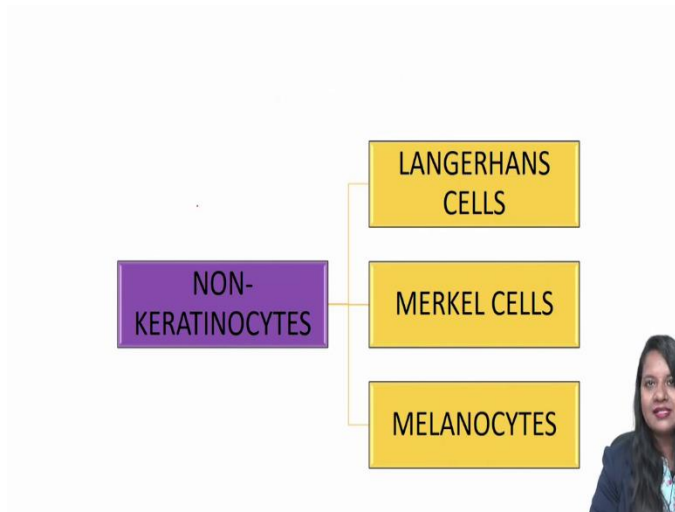 LANGERHANS
CELLS
NON-
KERATINOCYTES
MERKEL CELLS
MELANOCYTES